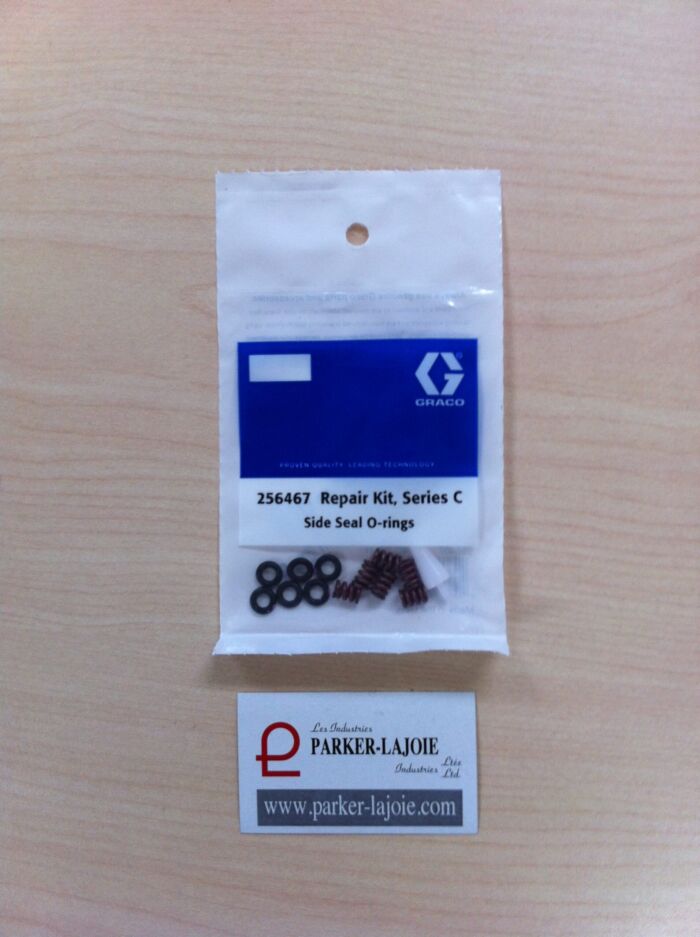 GRACO
PROVEN QUALITY. LEADING TECHNOLOGY
256467 Repair Kit, Series C
Side Seal O-rings
Les Industries
PARKER-LAJOIE
Industries Ltée
Ltd.
www.parker-lajoie.com